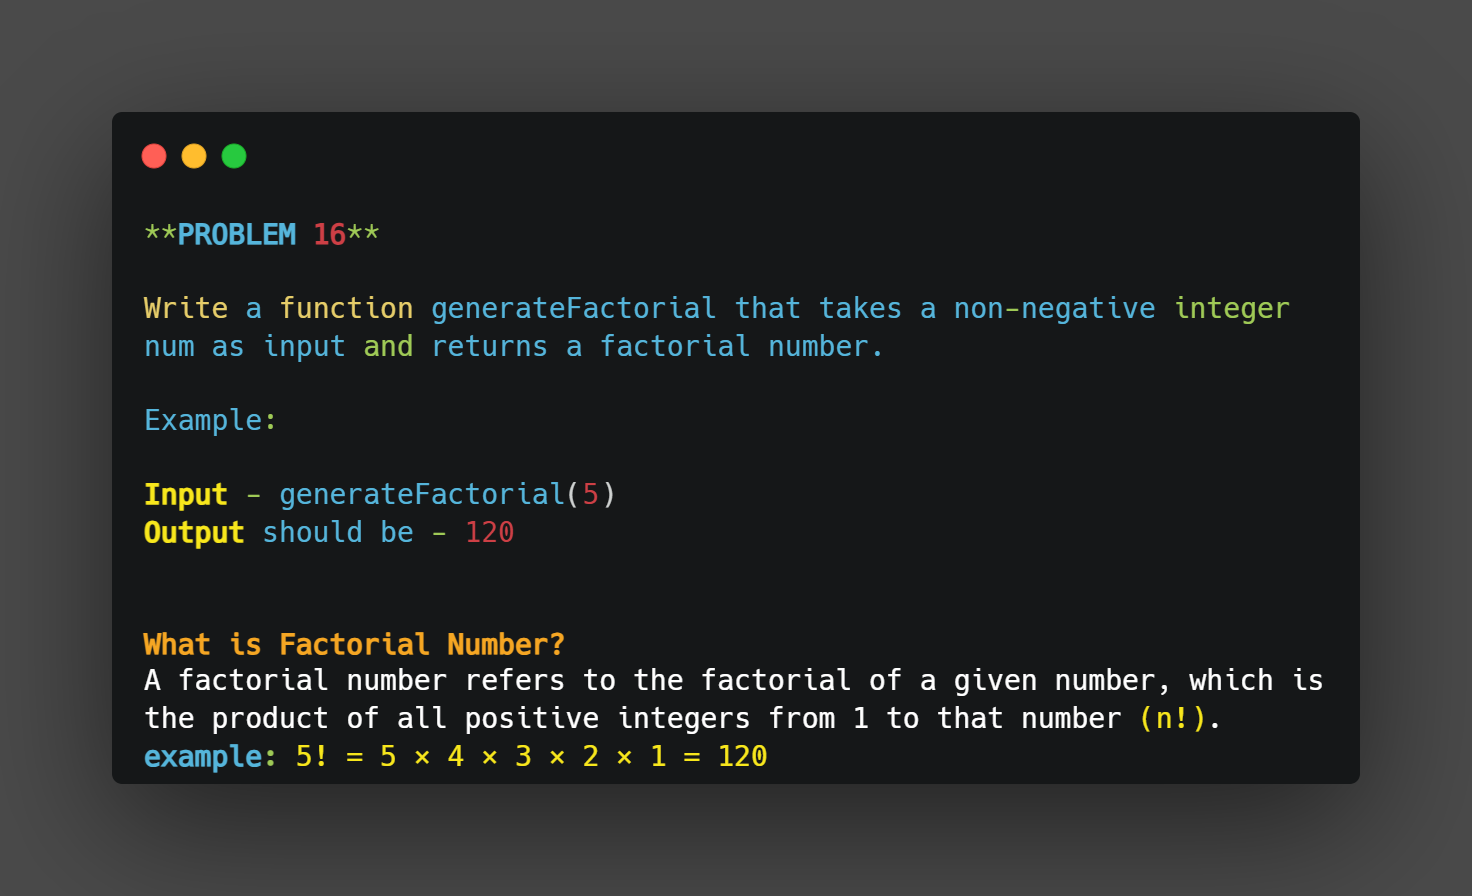 **PROBLEM 16**
Write a function generateFactorial that takes a non-negative integer
num as input and returns a factorial number.
Example:
Input - generateFactorial(5)
Output should be - 120
What is Factorial Number?
A factorial number refers to the factorial of a given number, which is
the product of all positive integers from 1 to that number (n!).
example: 5! = 5 × 4 × 3 × 2 × 1 = 120